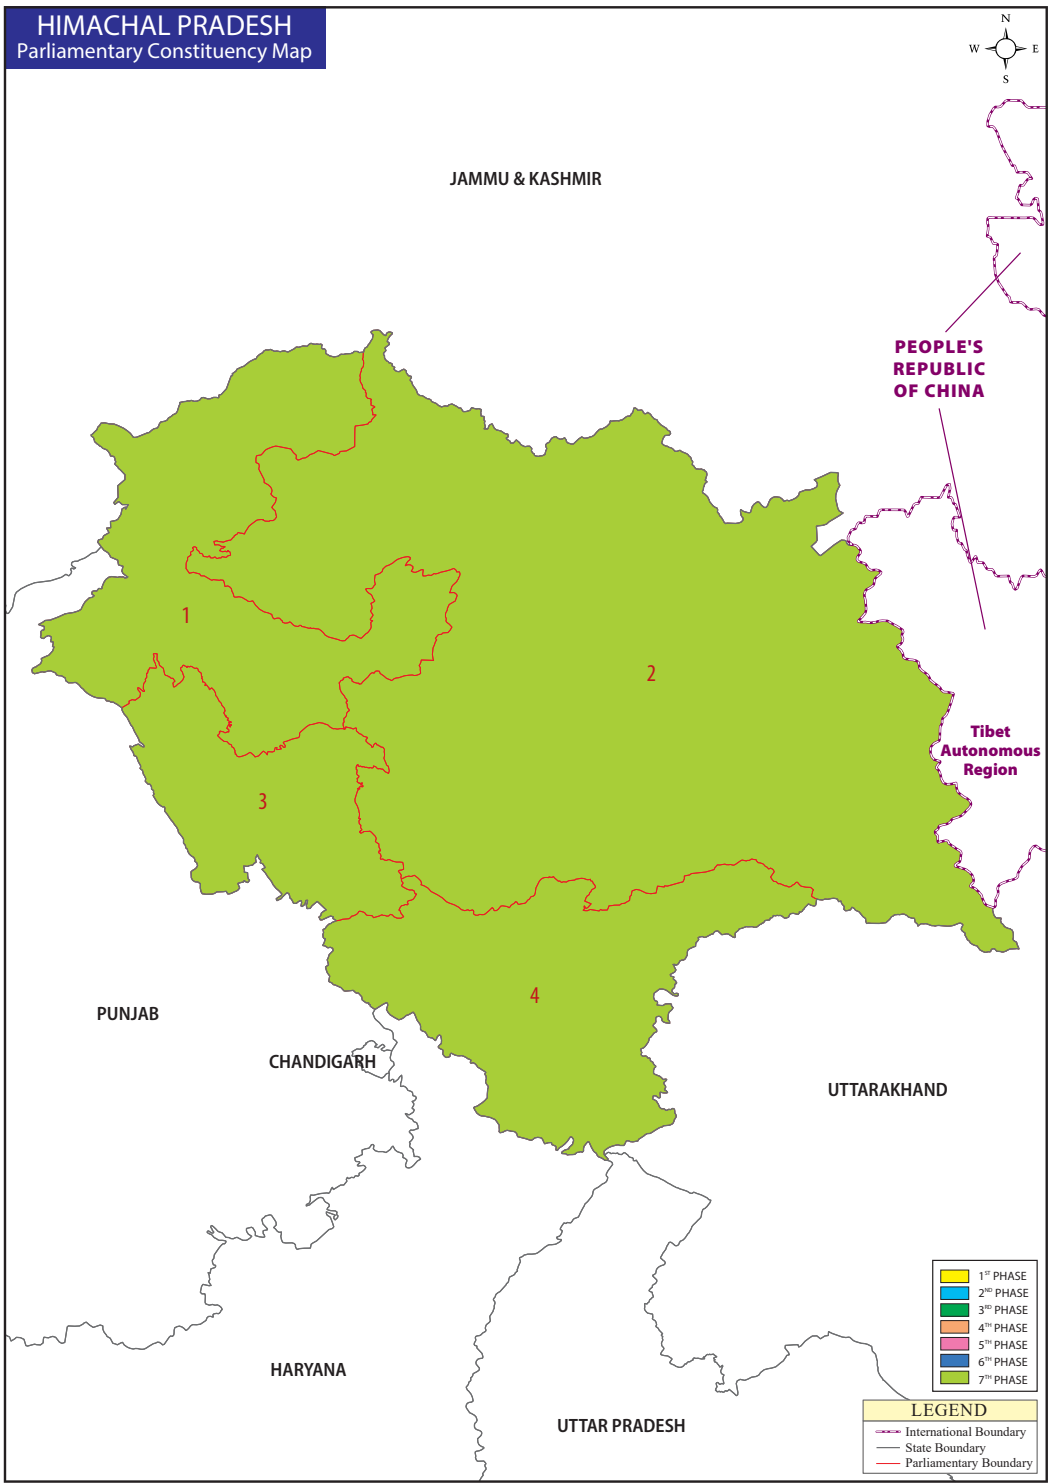 HIMACHAL PRADESH
Parliamentary Constituency Map
N
W E
S
JAMMU & KASHMIR
PEOPLE'S
REPUBLIC
OF CHINA
1
2
Tibet
Autonomous
Region
3
4
PUNJAB
CHANDIGARH
UTTARAKHAND
HARYANA
UTTAR PRADESH
1ST PHASE
2ND PHASE
3RD PHASE
4TH PHASE
5TH PHASE
6TH PHASE
7TH PHASE
LEGEND
International Boundary
State Boundary
Parliamentary Boundary